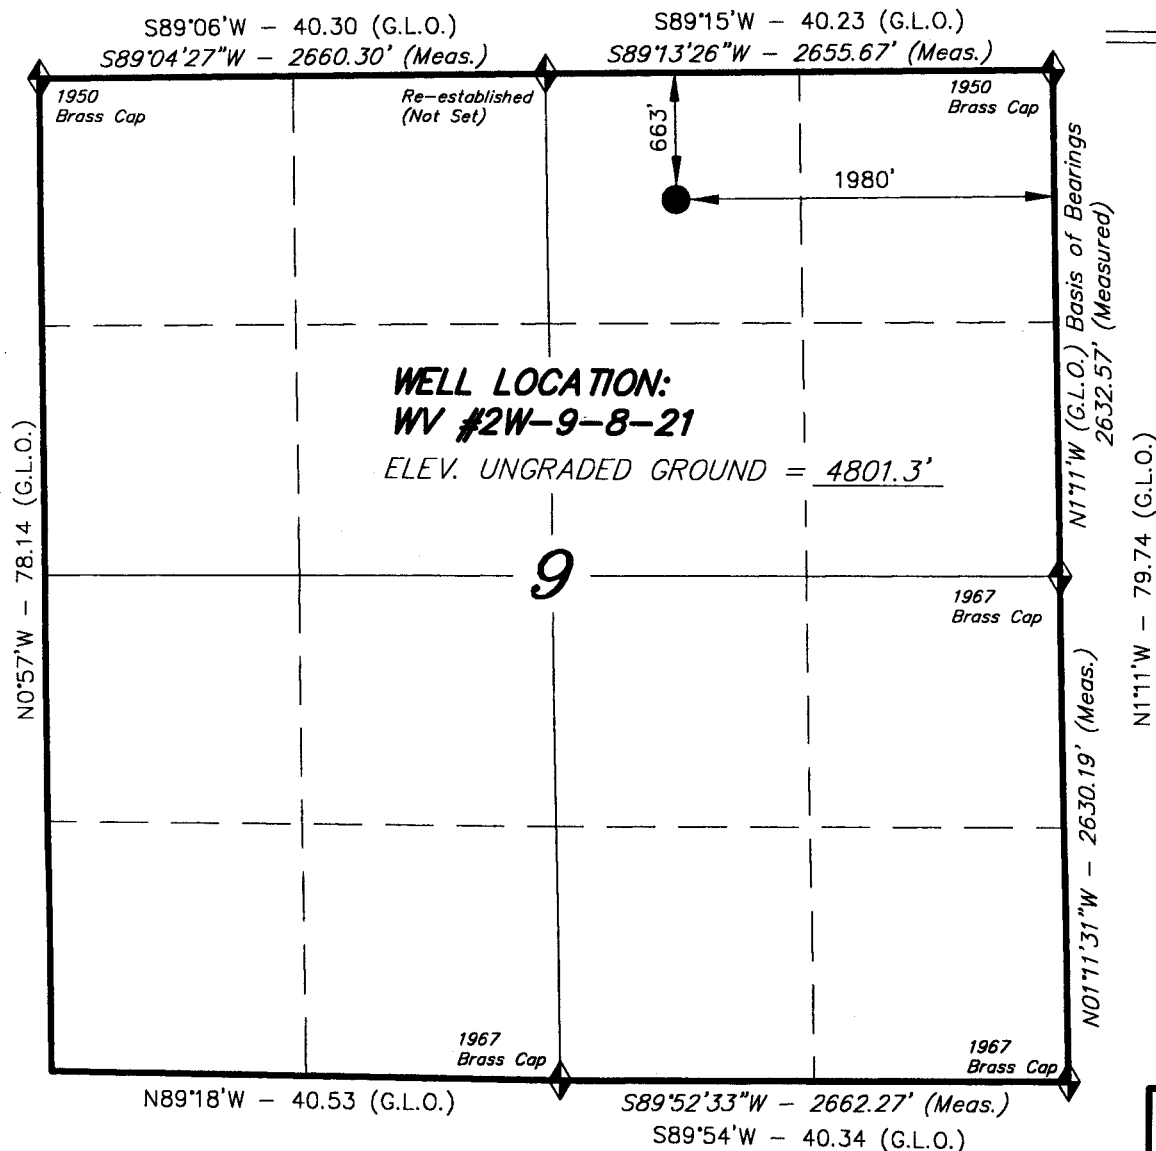 S89°06'W – 40.30 (G.L.O.)
S89°04'27"W – 2660.30' (Meas.)
S89°15'W – 40.23 (G.L.O.)
S89°13'26"W – 2655.67' (Meas.)
1950
Brass Cap
Re-established
(Not Set)
1950
Brass Cap
663'
1980'
N1°11'W (G.L.O.) Basis of Bearings
2632.57' (Measured)
WELL LOCATION:
WV #2W-9-8-21
ELEV. UNGRADED GROUND = 4801.3'
N0°57'W – 78.14 (G.L.O.)
N1°11'W – 79.74 (G.L.O.)
9
1967
Brass Cap
N01°11'31"W – 2630.19' (Meas.)
1967
Brass Cap
1967
Brass Cap
N89°18'W – 40.53 (G.L.O.)
S89°52'33"W – 2662.27' (Meas.)
S89°54'W – 40.34 (G.L.O.)